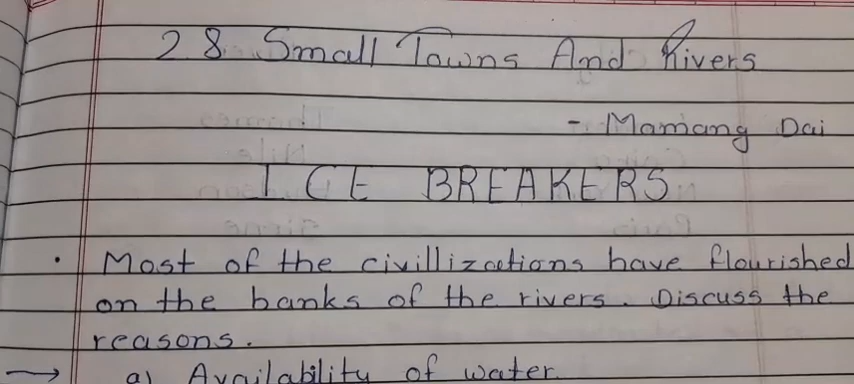 2.8 Small Towns And Rivers
- Mamang Dai
ICE BREAKERS
• Most of the civillizations have flourished
on the banks of the rivers. Discuss the
reasons.
→ a) Availability of water